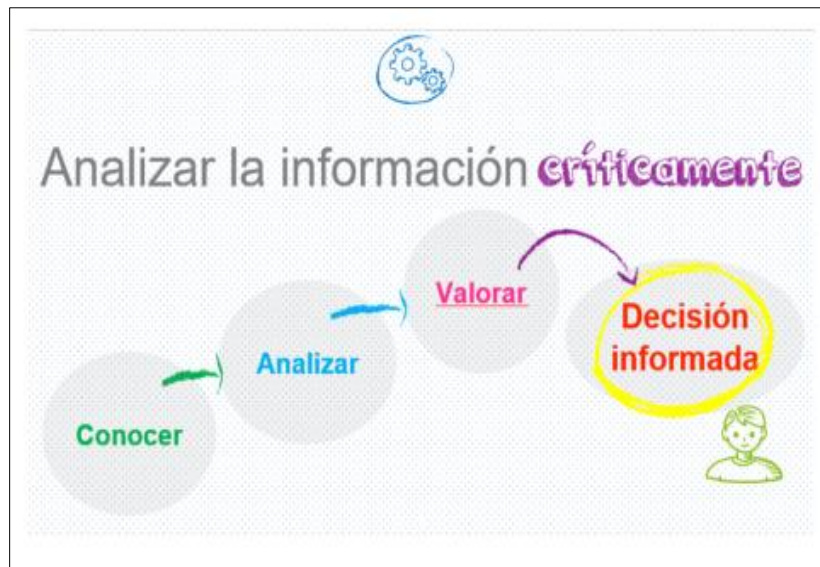 Analizar la información críticamente
Conocer
Analizar
Valorar
Decisión
informada